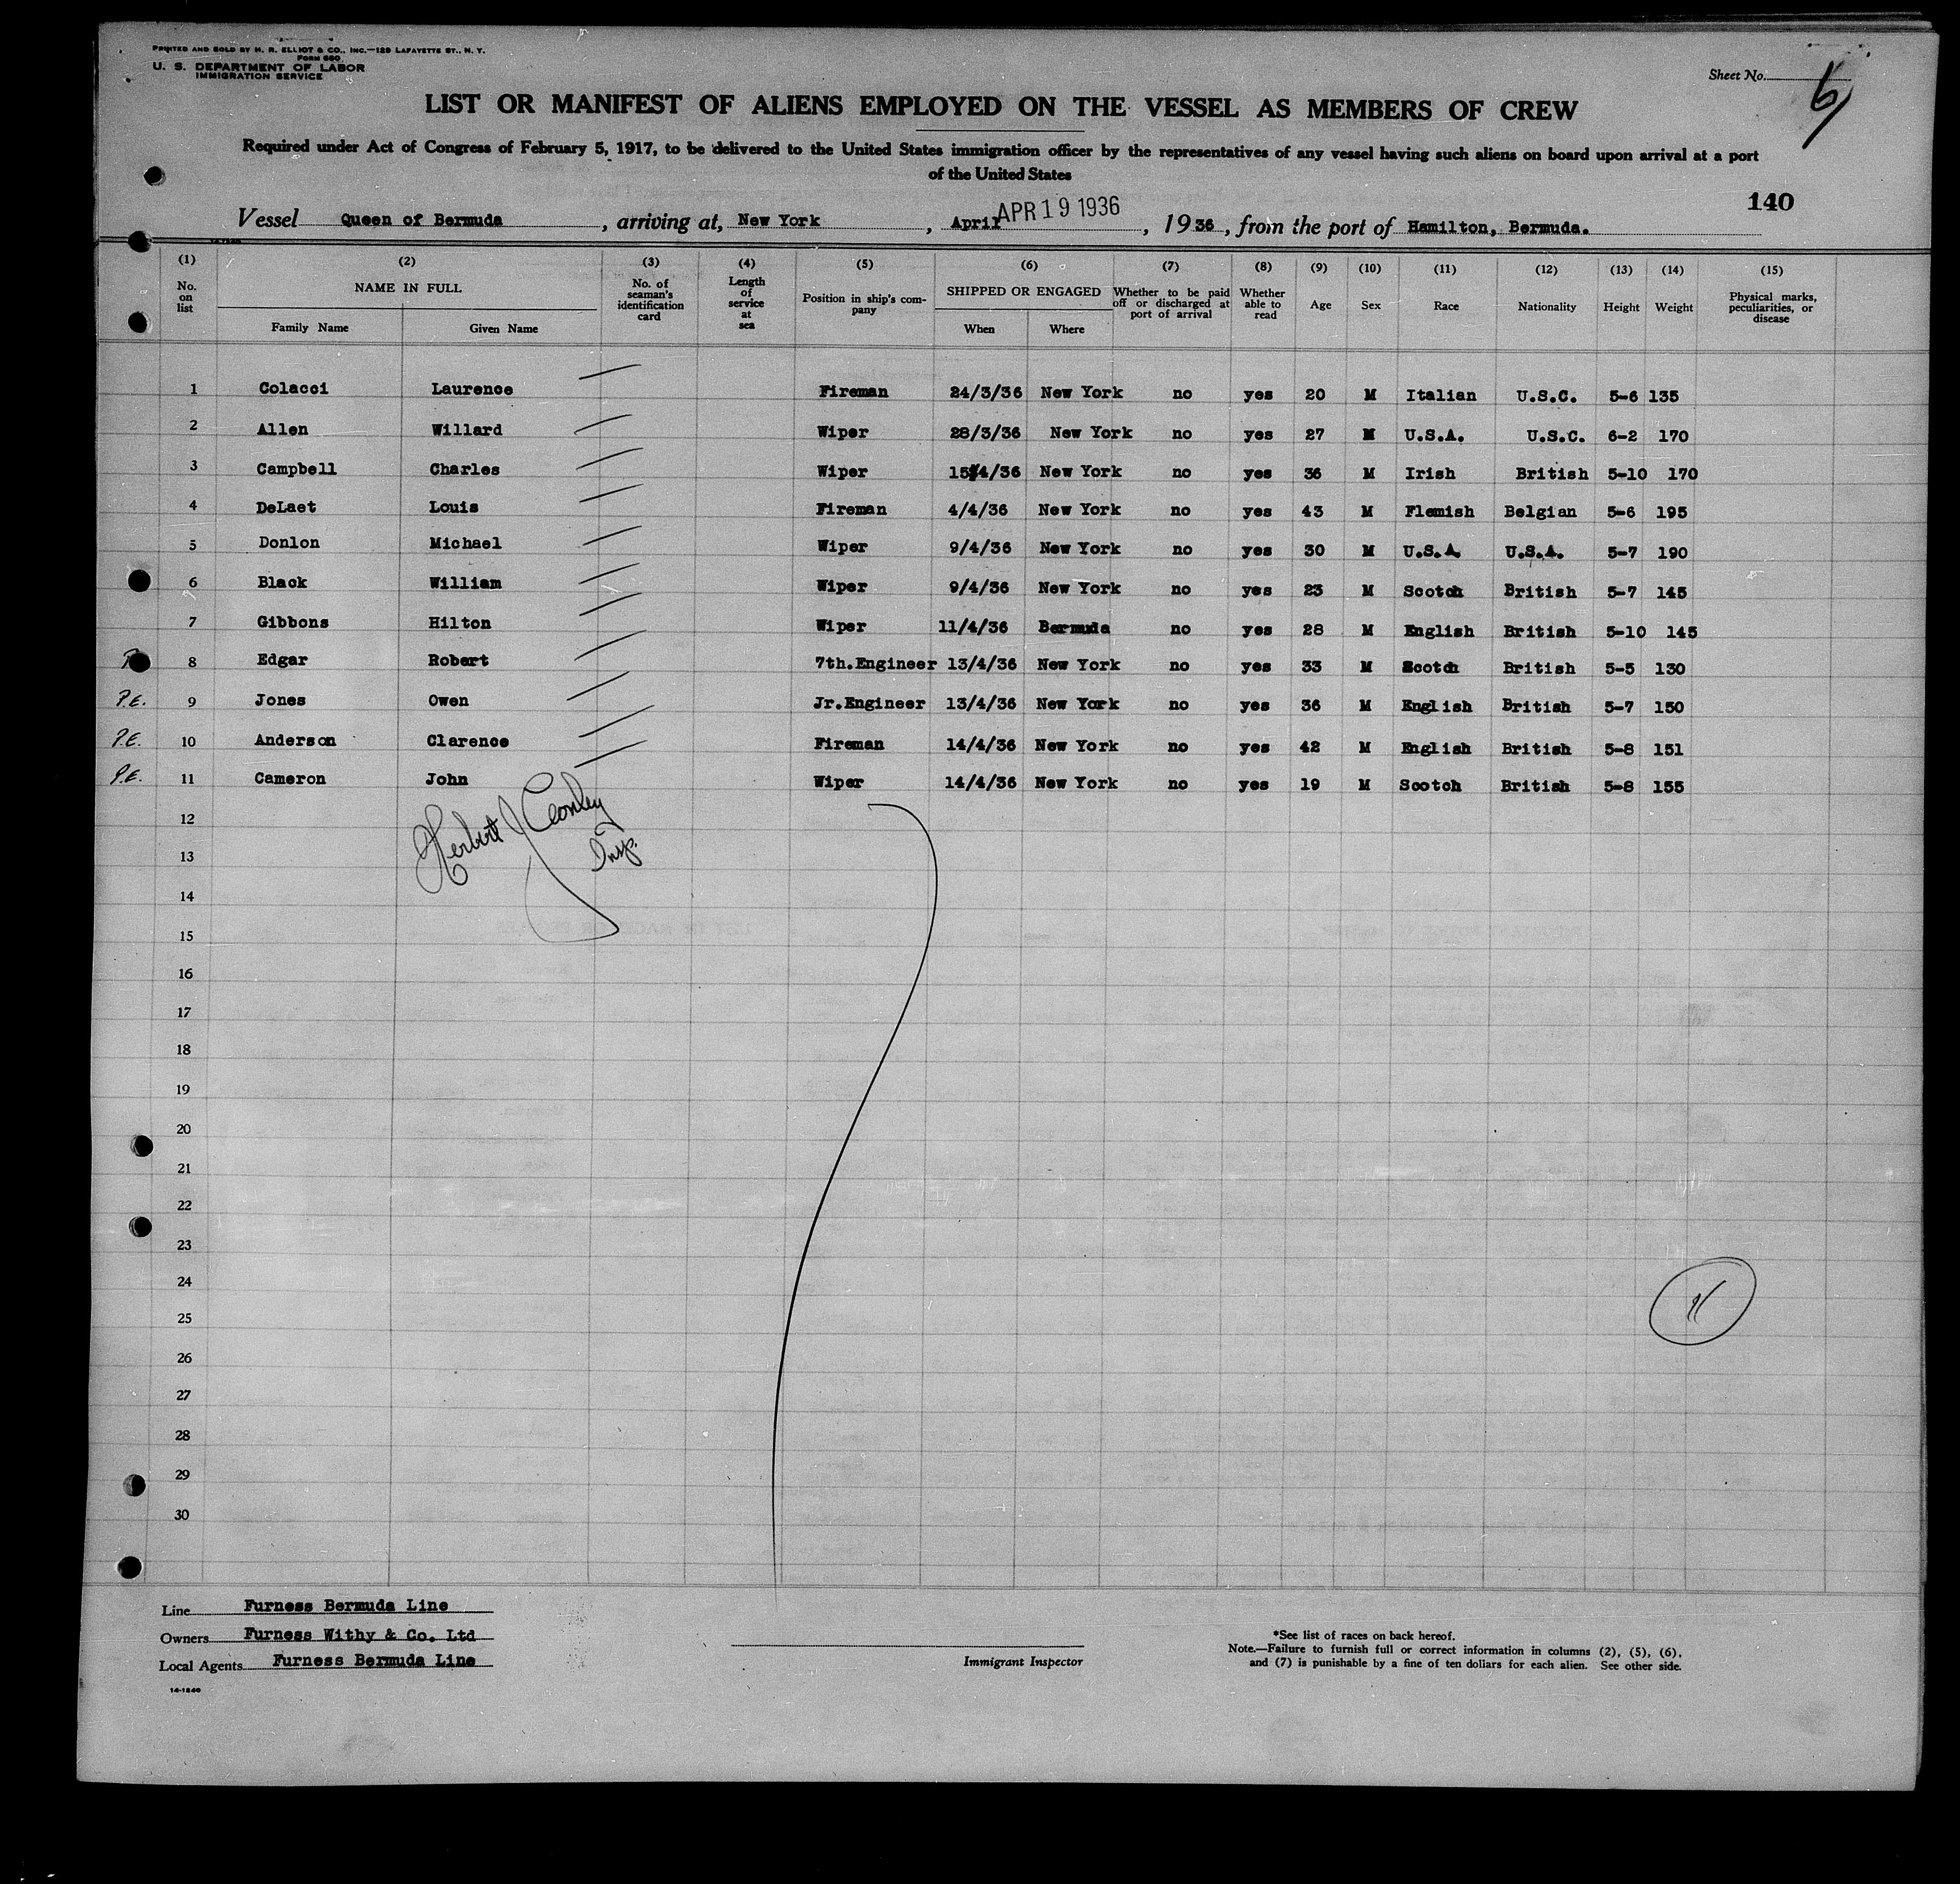 PRINTED AND SOLD BY H. R. ELLIOT & CO., INC.—129 LAFAYETTE ST., N. Y.
FORM 680
U. S. DEPARTMENT OF LABOR
IMMIGRATION SERVICE
Sheet No. 6
LIST OR MANIFEST OF ALIENS EMPLOYED ON THE VESSEL AS MEMBERS OF CREW
Required under Act of Congress of February 5, 1917, to be delivered to the United States immigration officer by the representatives of any vessel having such aliens on board upon arrival at a port
of the United States
140
Vessel Queen of Bermuda, arriving at, New York, April APR 19 1936, 1936, from the port of Hamilton, Bermuda.
(1) No. on list (2) NAME IN FULL Family Name Given Name (3) No. of seaman's identification card (4) Length of service at sea (5) Position in ship's company (6) SHIPPED OR ENGAGED When Where (7) Whether to be paid off or discharged at port of arrival (8) Whether able to read (9) Age (10) Sex (11) Race (12) Nationality (13) Height (14) Weight (15) Physical marks, peculiarities, or disease
1 Colacci Laurence Fireman 24/3/36 New York no yes 20 M Italian U.S.C. 5-6 135
2 Allen Willard Wiper 28/3/36 New York no yes 27 M U.S.A. U.S.C. 6-2 170
3 Campbell Charles Wiper 15/4/36 New York no yes 36 M Irish British 5-10 170
4 DeLaet Louis Fireman 4/4/36 New York no yes 43 M Flemish Belgian 5-6 195
5 Donlon Michael Wiper 9/4/36 New York no yes 30 M U.S.A. U.S.A. 5-7 190
6 Black William Wiper 9/4/36 New York no yes 23 M Scotch British 5-7 145
7 Gibbons Hilton Wiper 11/4/36 Bermuda no yes 28 M English British 5-10 145
8 Edgar Robert 7th.Engineer 13/4/36 New York no yes 33 M Scotch British 5-5 130
P.E. 9 Jones Owen Jr.Engineer 13/4/36 New York no yes 36 M English British 5-7 150
P.E. 10 Anderson Clarence Fireman 14/4/36 New York no yes 42 M English British 5-8 151
P.E. 11 Cameron John Wiper 14/4/36 New York no yes 19 M Scotch British 5-8 155
12
Herbert J
Insp.
13
14
15
16
17
18
19
20
21
22
23
24
11
25
26
27
28
29
30
Line Furness Bermuda Line
Owners Furness Withy & Co. Ltd
Local Agents Furness Bermuda Line
14-1240
Immigrant Inspector
*See list of races on back hereof.
Note.—Failure to furnish full or correct information in columns (2), (5), (6),
and (7) is punishable by a fine of ten dollars for each alien. See other side.